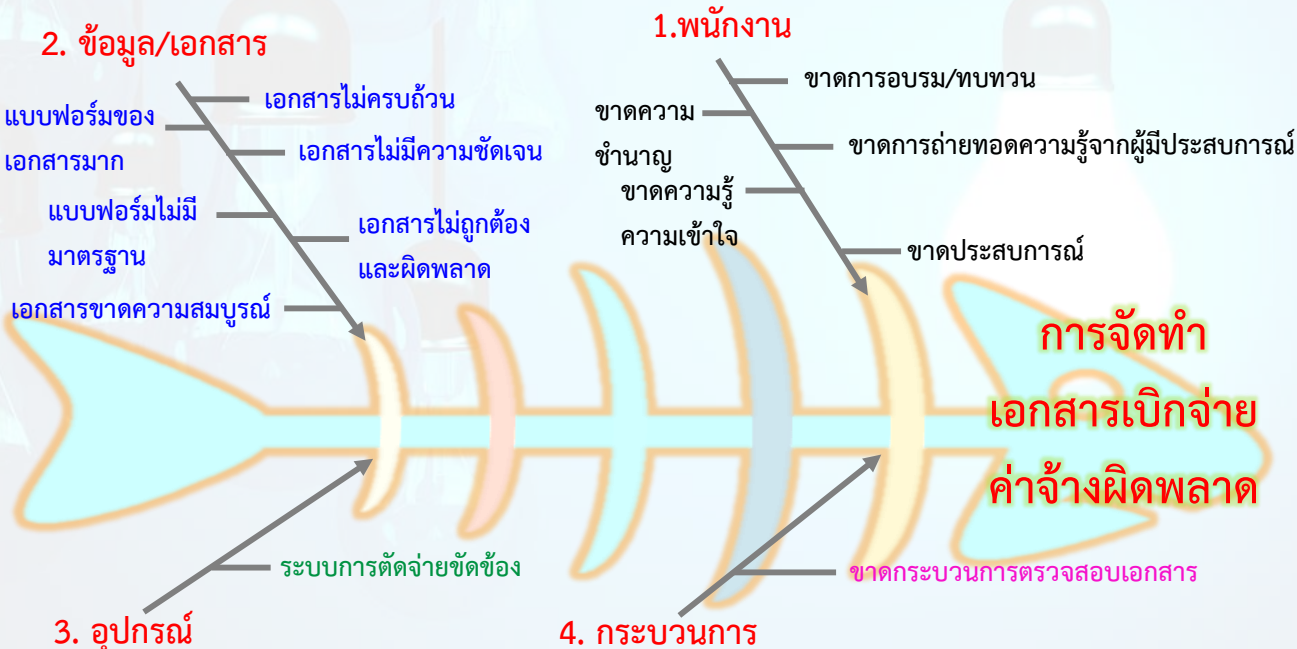 2. ข้อมูล/เอกสาร
เอกสารไม่ครบถ้วน
แบบฟอร์มของ
เอกสารมาก
เอกสารไม่มีความชัดเจน
แบบฟอร์มไม่มี
มาตรฐาน
เอกสารไม่ถูกต้อง
และผิดพลาด
เอกสารขาดความสมบูรณ์
1.พนักงาน
ขาดการอบรม/ทบทวน
ขาดความ
ชำนาญ
ขาดการถ่ายทอดความรู้จากผู้มีประสบการณ์
ขาดความรู้
ความเข้าใจ
ขาดประสบการณ์
การจัดทำ
เอกสารเบิกจ่าย
ค่าจ้างผิดพลาด
ระบบการตัดจ่ายขัดข้อง
3. อุปกรณ์
ขาดกระบวนการตรวจสอบเอกสาร
4. กระบวนการ